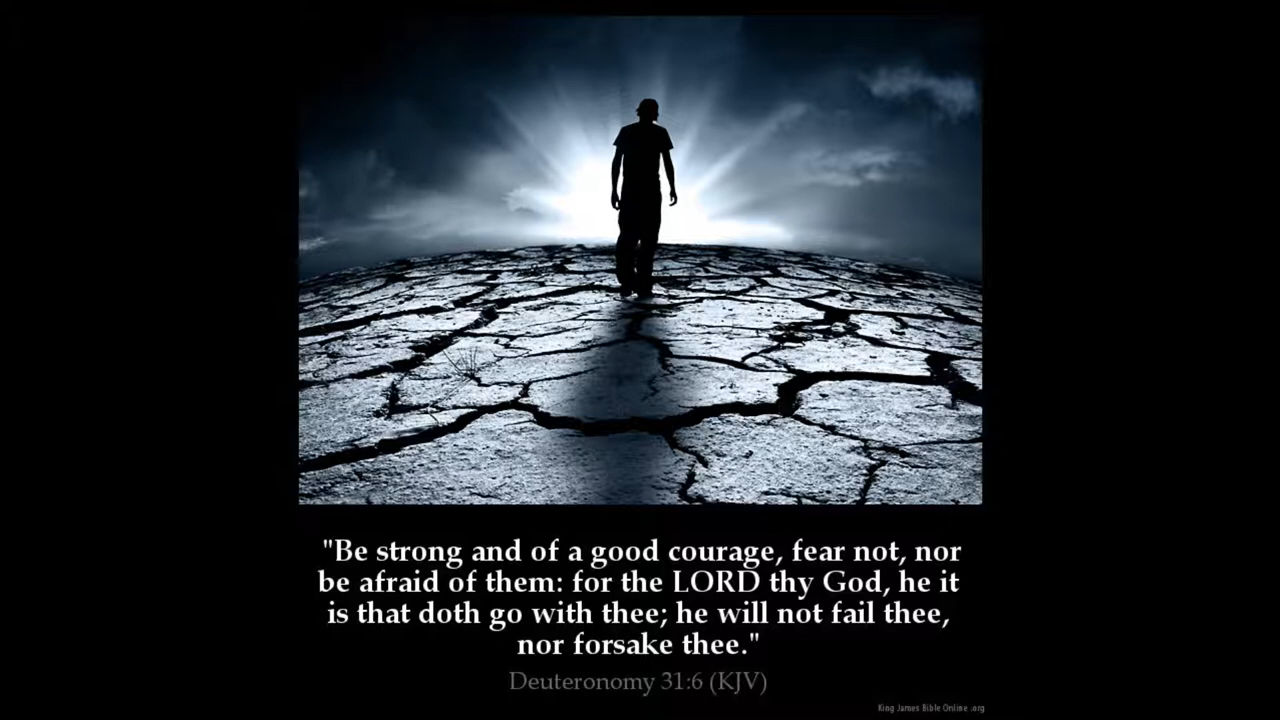 "Be strong and of a good courage, fear not, nor
be afraid of them: for the LORD thy God, he it
is that doth go with thee; he will not fail thee,
nor forsake thee."
Deuteronomy 31:6 (KJV)
King James Bible Online .org